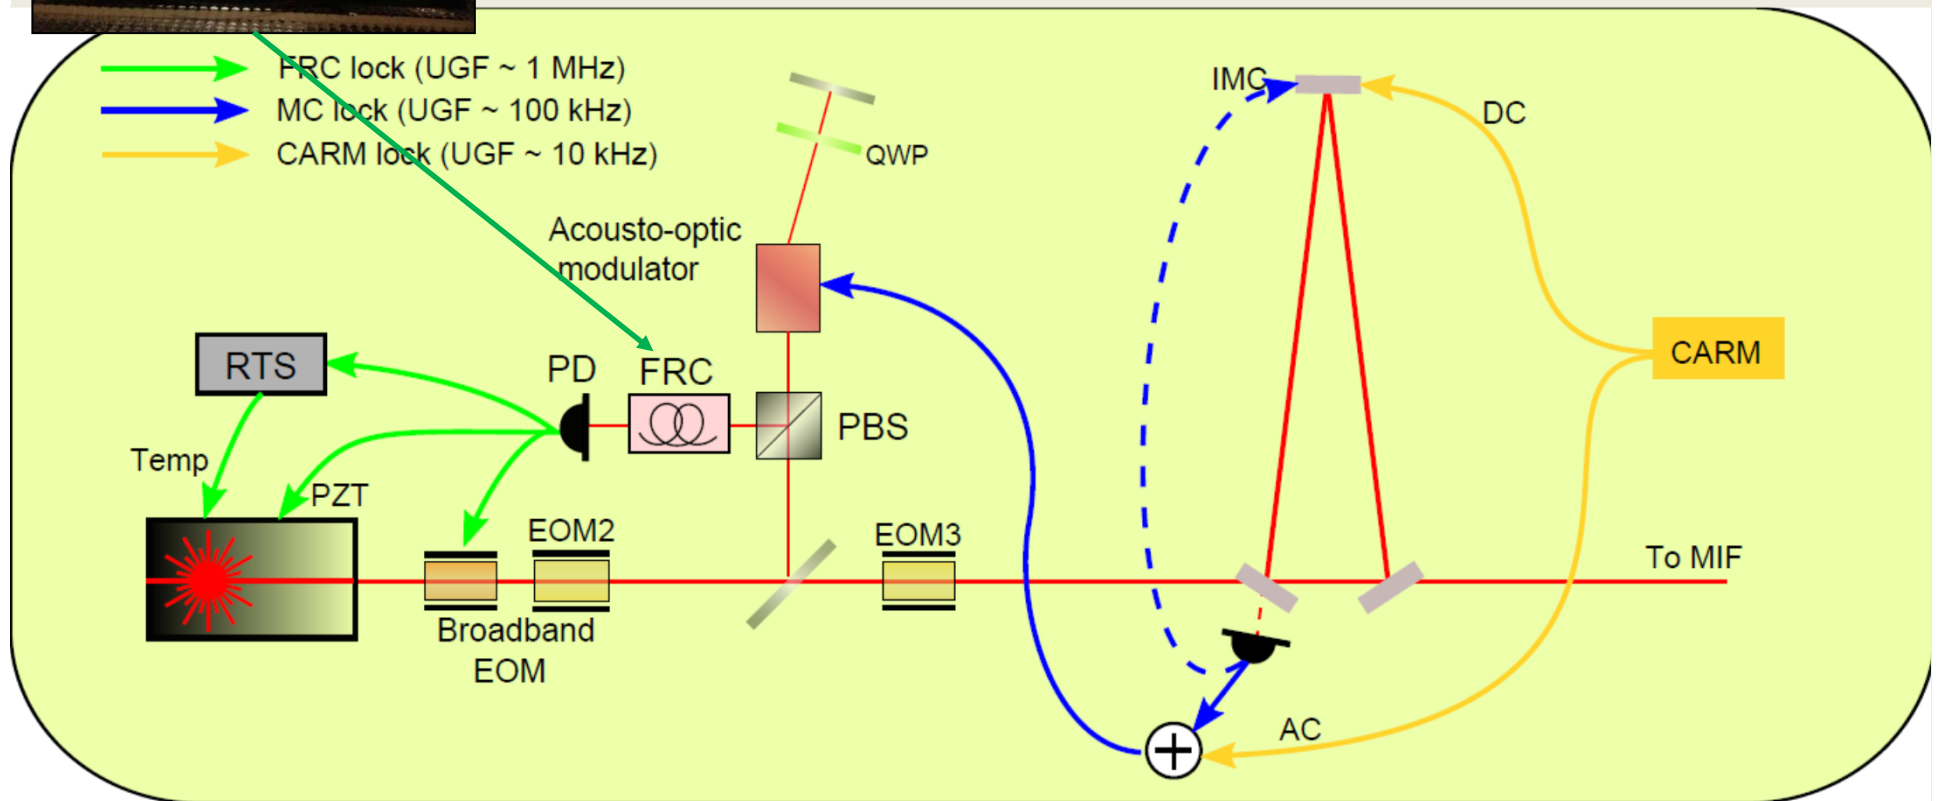 FRC lock (UGF ~ 1 MHz)
MC lock (UGF ~ 100 kHz)
CARM lock (UGF ~ 10 kHz)
IMC
DC
QWP
Acousto-optic
modulator
RTS
PD
FRC
CARM
PBS
Temp
PZT
EOM2
EOM3
To MIF
Broadband
EOM
AC